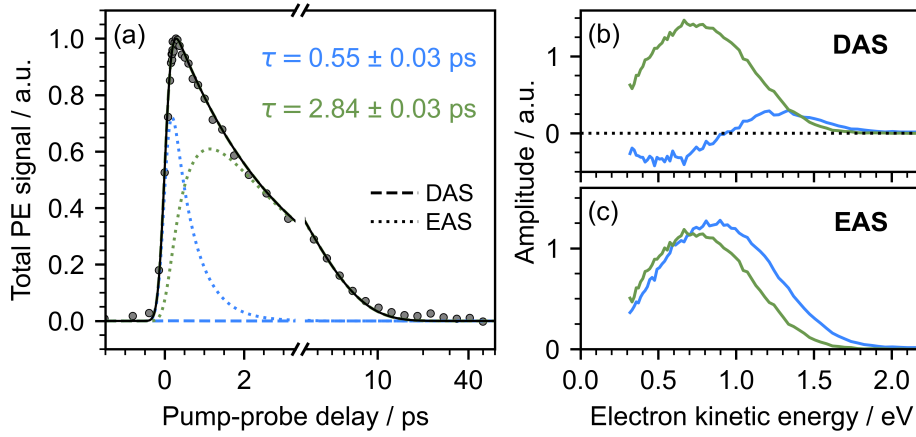 (a)
τ = 0.55 ± 0.03 ps
τ = 2.84 ± 0.03 ps
DAS
EAS
Total PE signal / a.u.
1.0
0.8
0.6
0.4
0.2
0.0
0 2 10 40
Pump-probe delay / ps
(b) DAS
1
0
(c) EAS
1
0
Amplitude / a.u.
0.0 0.5 1.0 1.5 2.0
Electron kinetic energy / eV